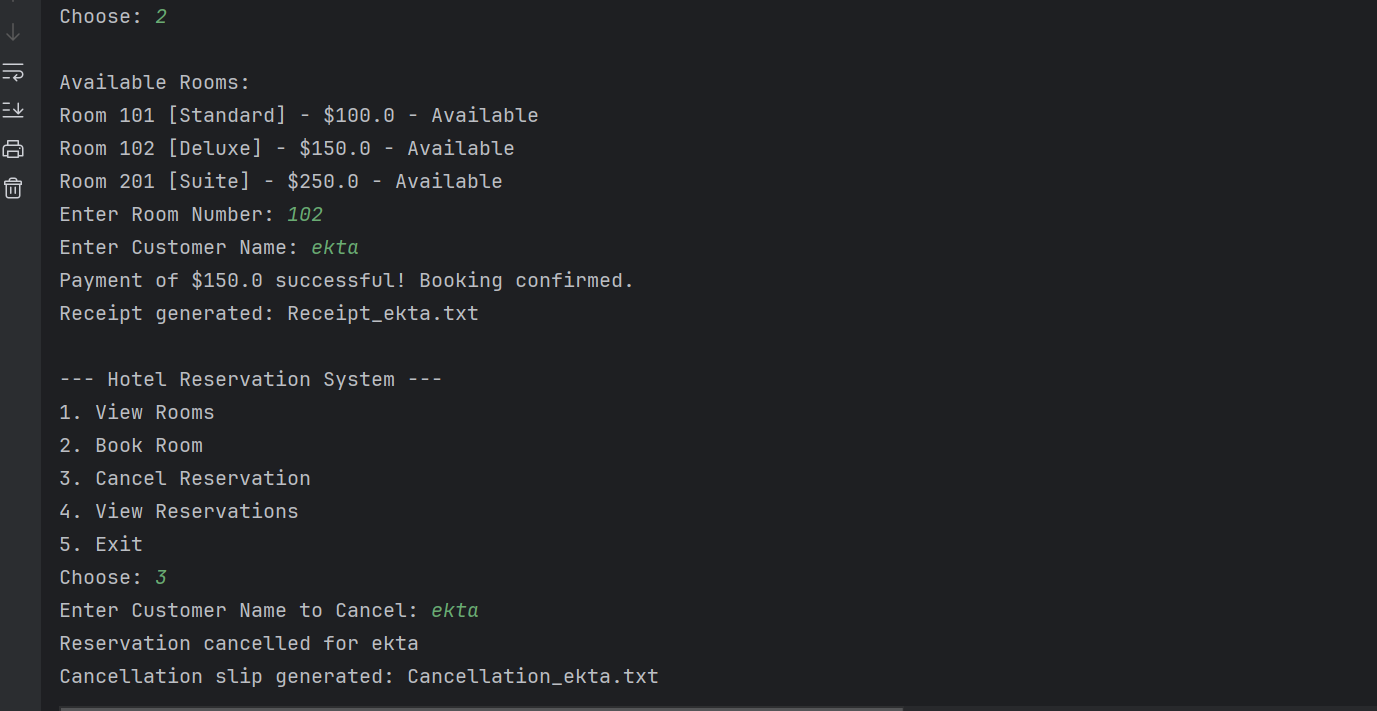 Choose: 2
Available Rooms:
Room 101 [Standard] - $100.0 - Available
Room 102 [Deluxe] - $150.0 - Available
Room 201 [Suite] - $250.0 - Available
Enter Room Number: 102
Enter Customer Name: ekta
Payment of $150.0 successful! Booking confirmed.
Receipt generated: Receipt_ekta.txt
--- Hotel Reservation System ---
1. View Rooms
2. Book Room
3. Cancel Reservation
4. View Reservations
5. Exit
Choose: 3
Enter Customer Name to Cancel: ekta
Reservation cancelled for ekta
Cancellation slip generated: Cancellation_ekta.txt